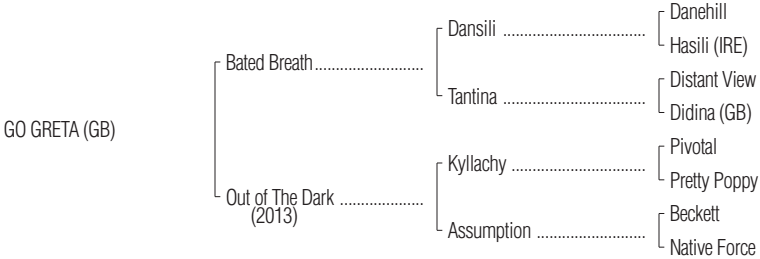 Danehill
Dansili ..................................
Hasili (IRE)
Bated Breath..........................
Distant View
Tantina ..................................
Didina (GB)
GO GRETA (GB)
Pivotal
Kyllachy ................................
Pretty Poppy
Out of The Dark ....................
(2013)
Beckett
Assumption ..........................
Native Force